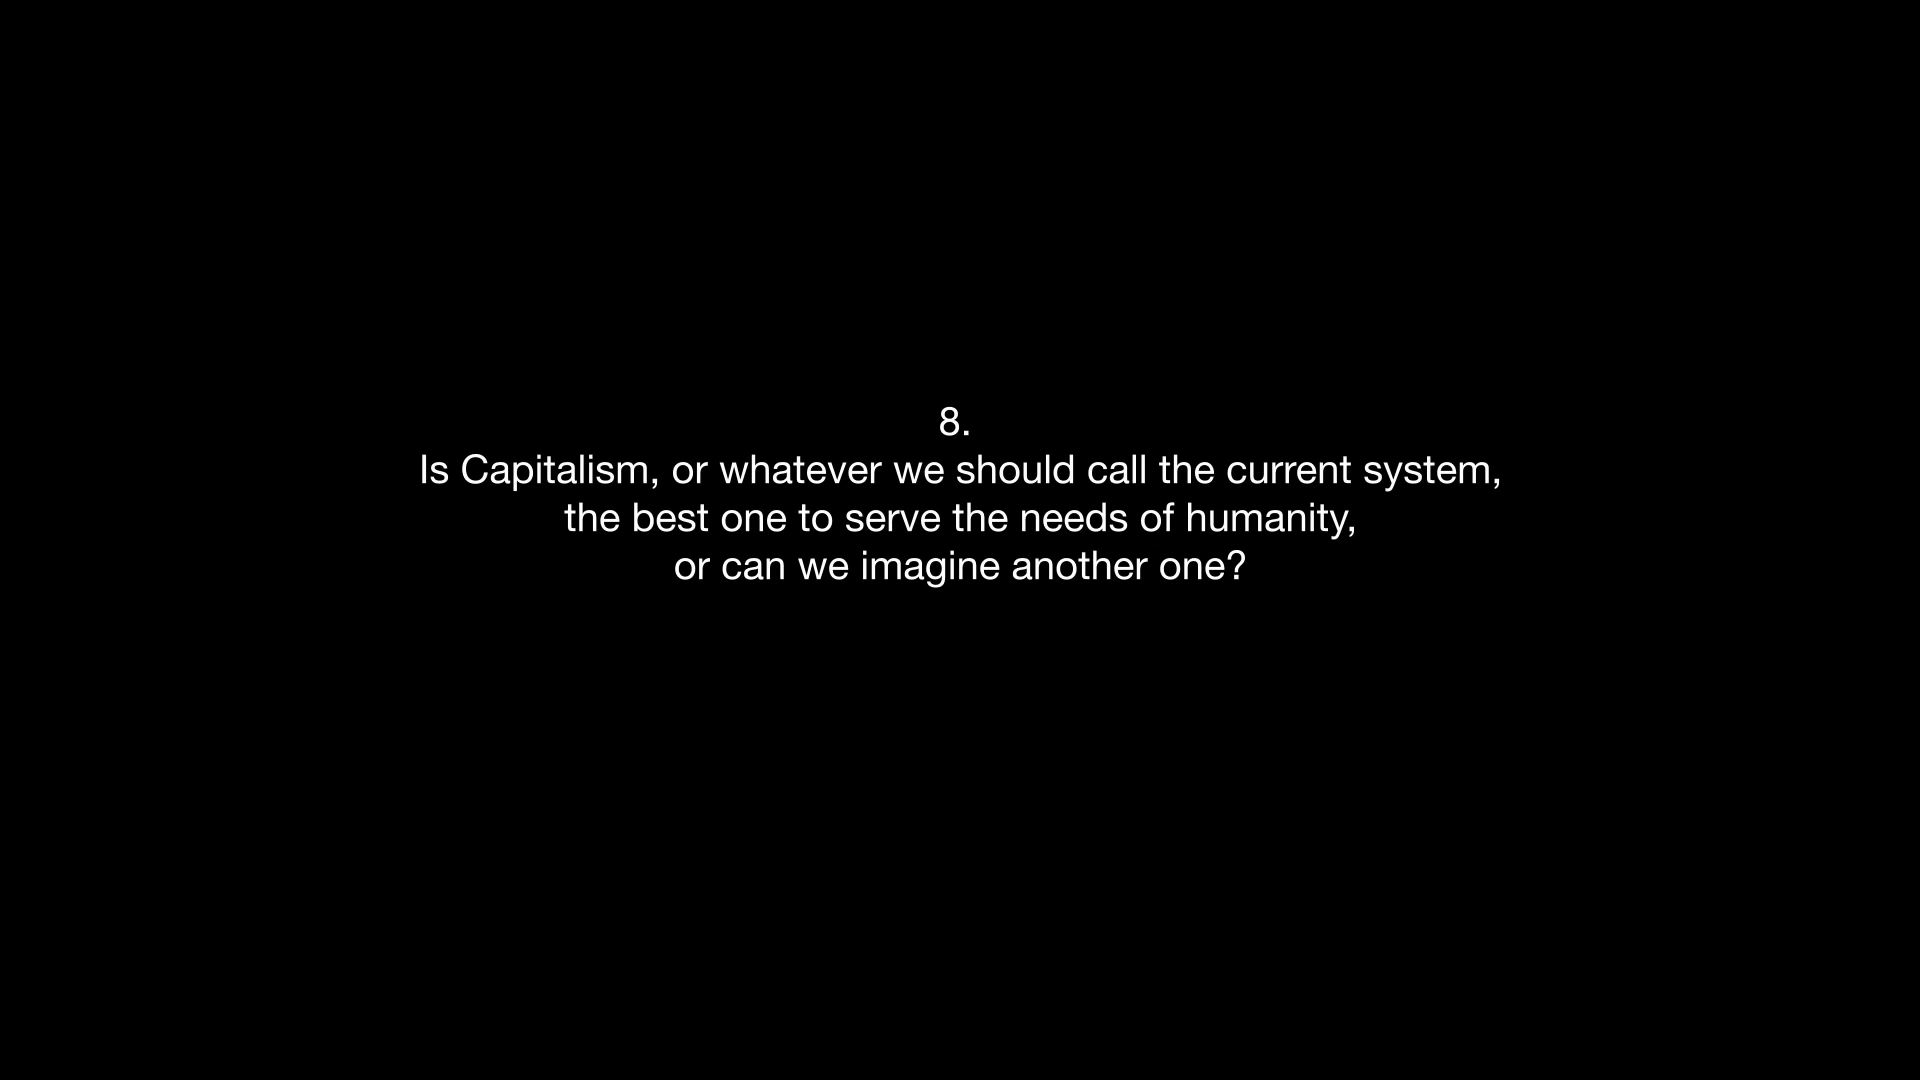 8.
Is Capitalism, or whatever we should call the current system,
the best one to serve the needs of humanity,
or can we imagine another one?